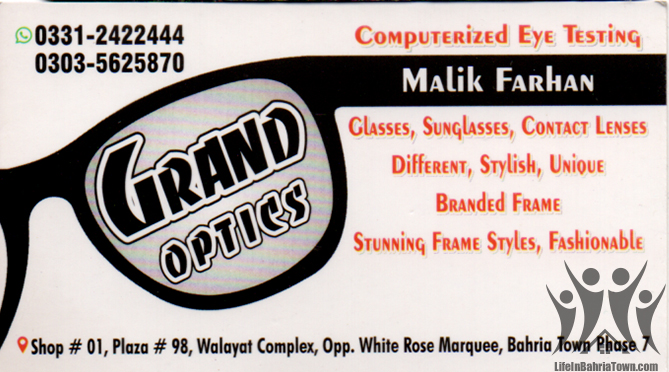 0331-2422444
0303-5625870
Computerized Eye Testing
Malik Farhan
Glasses, Sunglasses, Contact Lenses
Different, Stylish, Unique
Branded Frame
Stunning Frame Styles, Fashionable
GRAND
OPTICS
Shop # 01, Plaza # 98, Walayat Complex, Opp. White Rose Marquee, Bahria Town Phase 7
LifeInBahriaTown.com